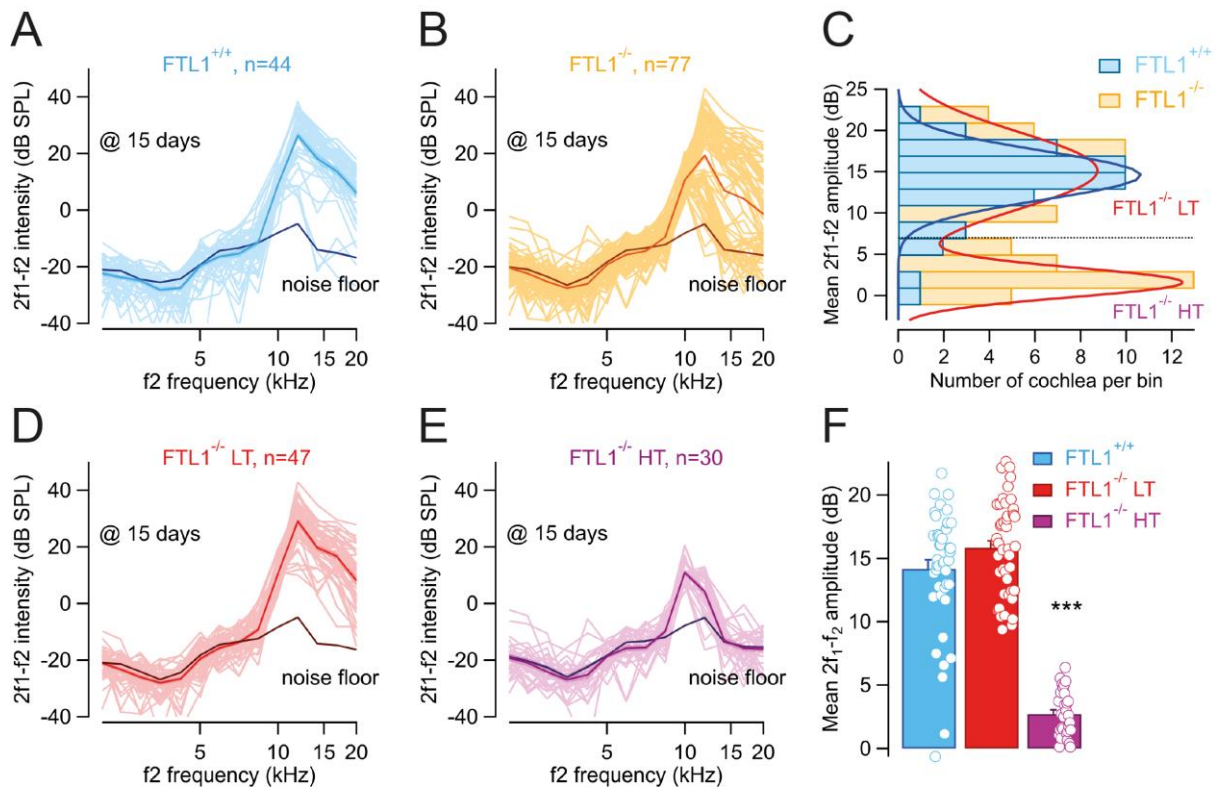 A
FTL1+/+, n=44
@ 15 days
noise floor
2f1-f2 intensity (dB SPL)
40
20
0
-20
-40
5
10
15
20
f2 frequency (kHz)
B
FTL1-/-, n=77
noise floor
2f1-f2 intensity (dB SPL)
40
20
0
-20
-40
5
10
15
20
f2 frequency (kHz)
C
FTL1+/+
FTL1-/-
FTL1-/- LT
FTL1-/- HT
Mean 2f1-f2 amplitude (dB)
25
20
15
10
5
0
0
2
4
6
8
10
12
Number of cochlea per bin
D
FTL1-/- LT, n=47
@ 15 days
noise floor
2f1-f2 intensity (dB SPL)
40
20
0
-20
-40
5
10
15
20
f2 frequency (kHz)
E
FTL1-/- HT, n=30
@ 15 days
noise floor
2f1-f2 intensity (dB SPL)
40
20
0
-20
-40
5
10
15
20
f2 frequency (kHz)
F
FTL1+/+
FTL1-/- LT
FTL1-/- HT
***
Mean 2f1-f2 amplitude (dB)
20
15
10
5
0